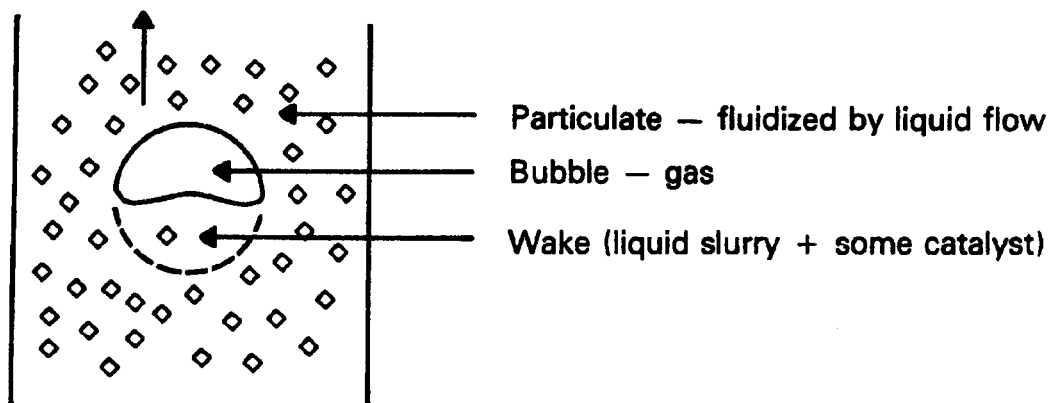 Particulate — fluidized by liquid flow
Bubble — gas
Wake (liquid slurry + some catalyst)